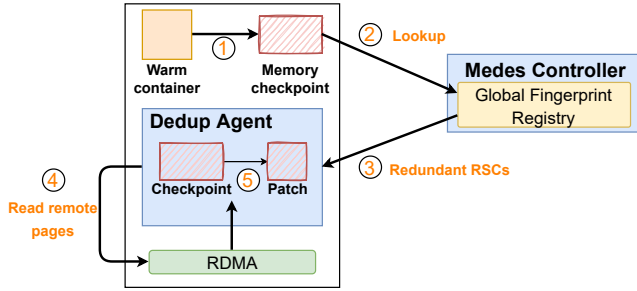 ①
②
Lookup
Warm
container
Memory
checkpoint
Medes Controller
Global Fingerprint
Registry
Dedup Agent
③
Redundant RSCs
④
Read remote
pages
Checkpoint
⑤
Patch
RDMA